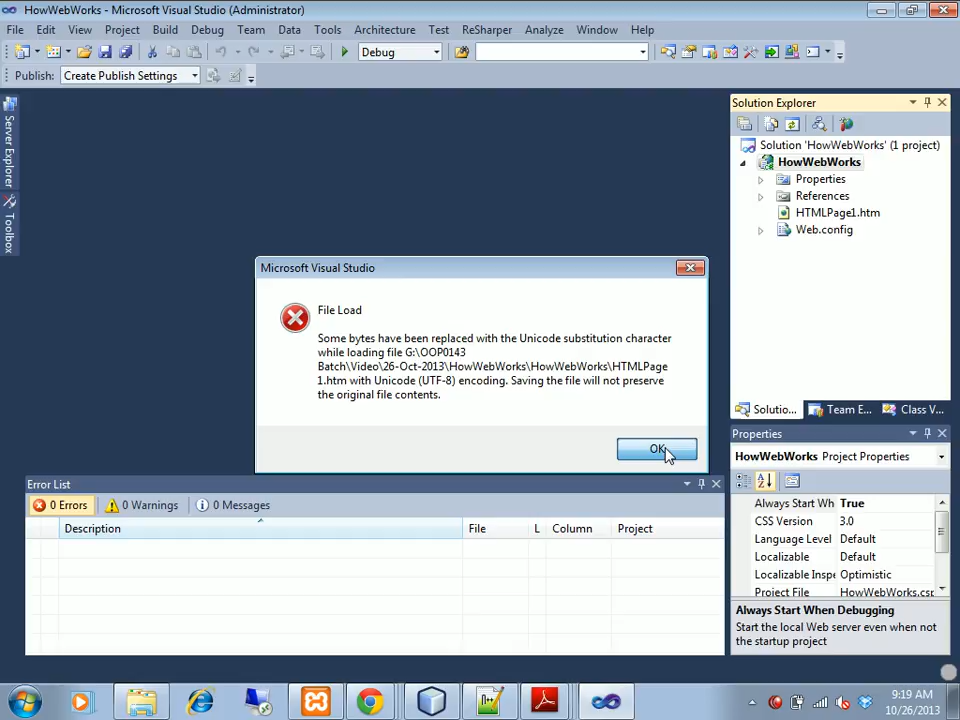 HowWebWorks - Microsoft Visual Studio (Administrator)
File Edit View Project Build Debug Team Data Tools Architecture Test ReSharper Analyze Window Help
Debug
Publish: Create Publish Settings
Server Explorer
Toolbox
Solution Explorer
Solution 'HowWebWorks' (1 project)
HowWebWorks
Properties
References
HTMLPage1.htm
Web.config
Microsoft Visual Studio
File Load
Some bytes have been replaced with the Unicode substitution character
while loading file G:\OOP0143
Batch\Video\26-Oct-2013\HowWebWorks\HowWebWorks\HTMLPage
1.htm with Unicode (UTF-8) encoding. Saving the file will not preserve
the original file contents.
OK
Solutio... Team E... Class V...
Properties
HowWebWorks Project Properties
Always Start Wh True
CSS Version 3.0
Language Level Default
Localizable Default
Localizable Inspe Optimistic
Project File HowWebWorks.csp
Always Start When Debugging
Start the local Web server even when not
the startup project
Error List
0 Errors 0 Warnings 0 Messages
Description File L Column Project
9:19 AM
10/26/2013